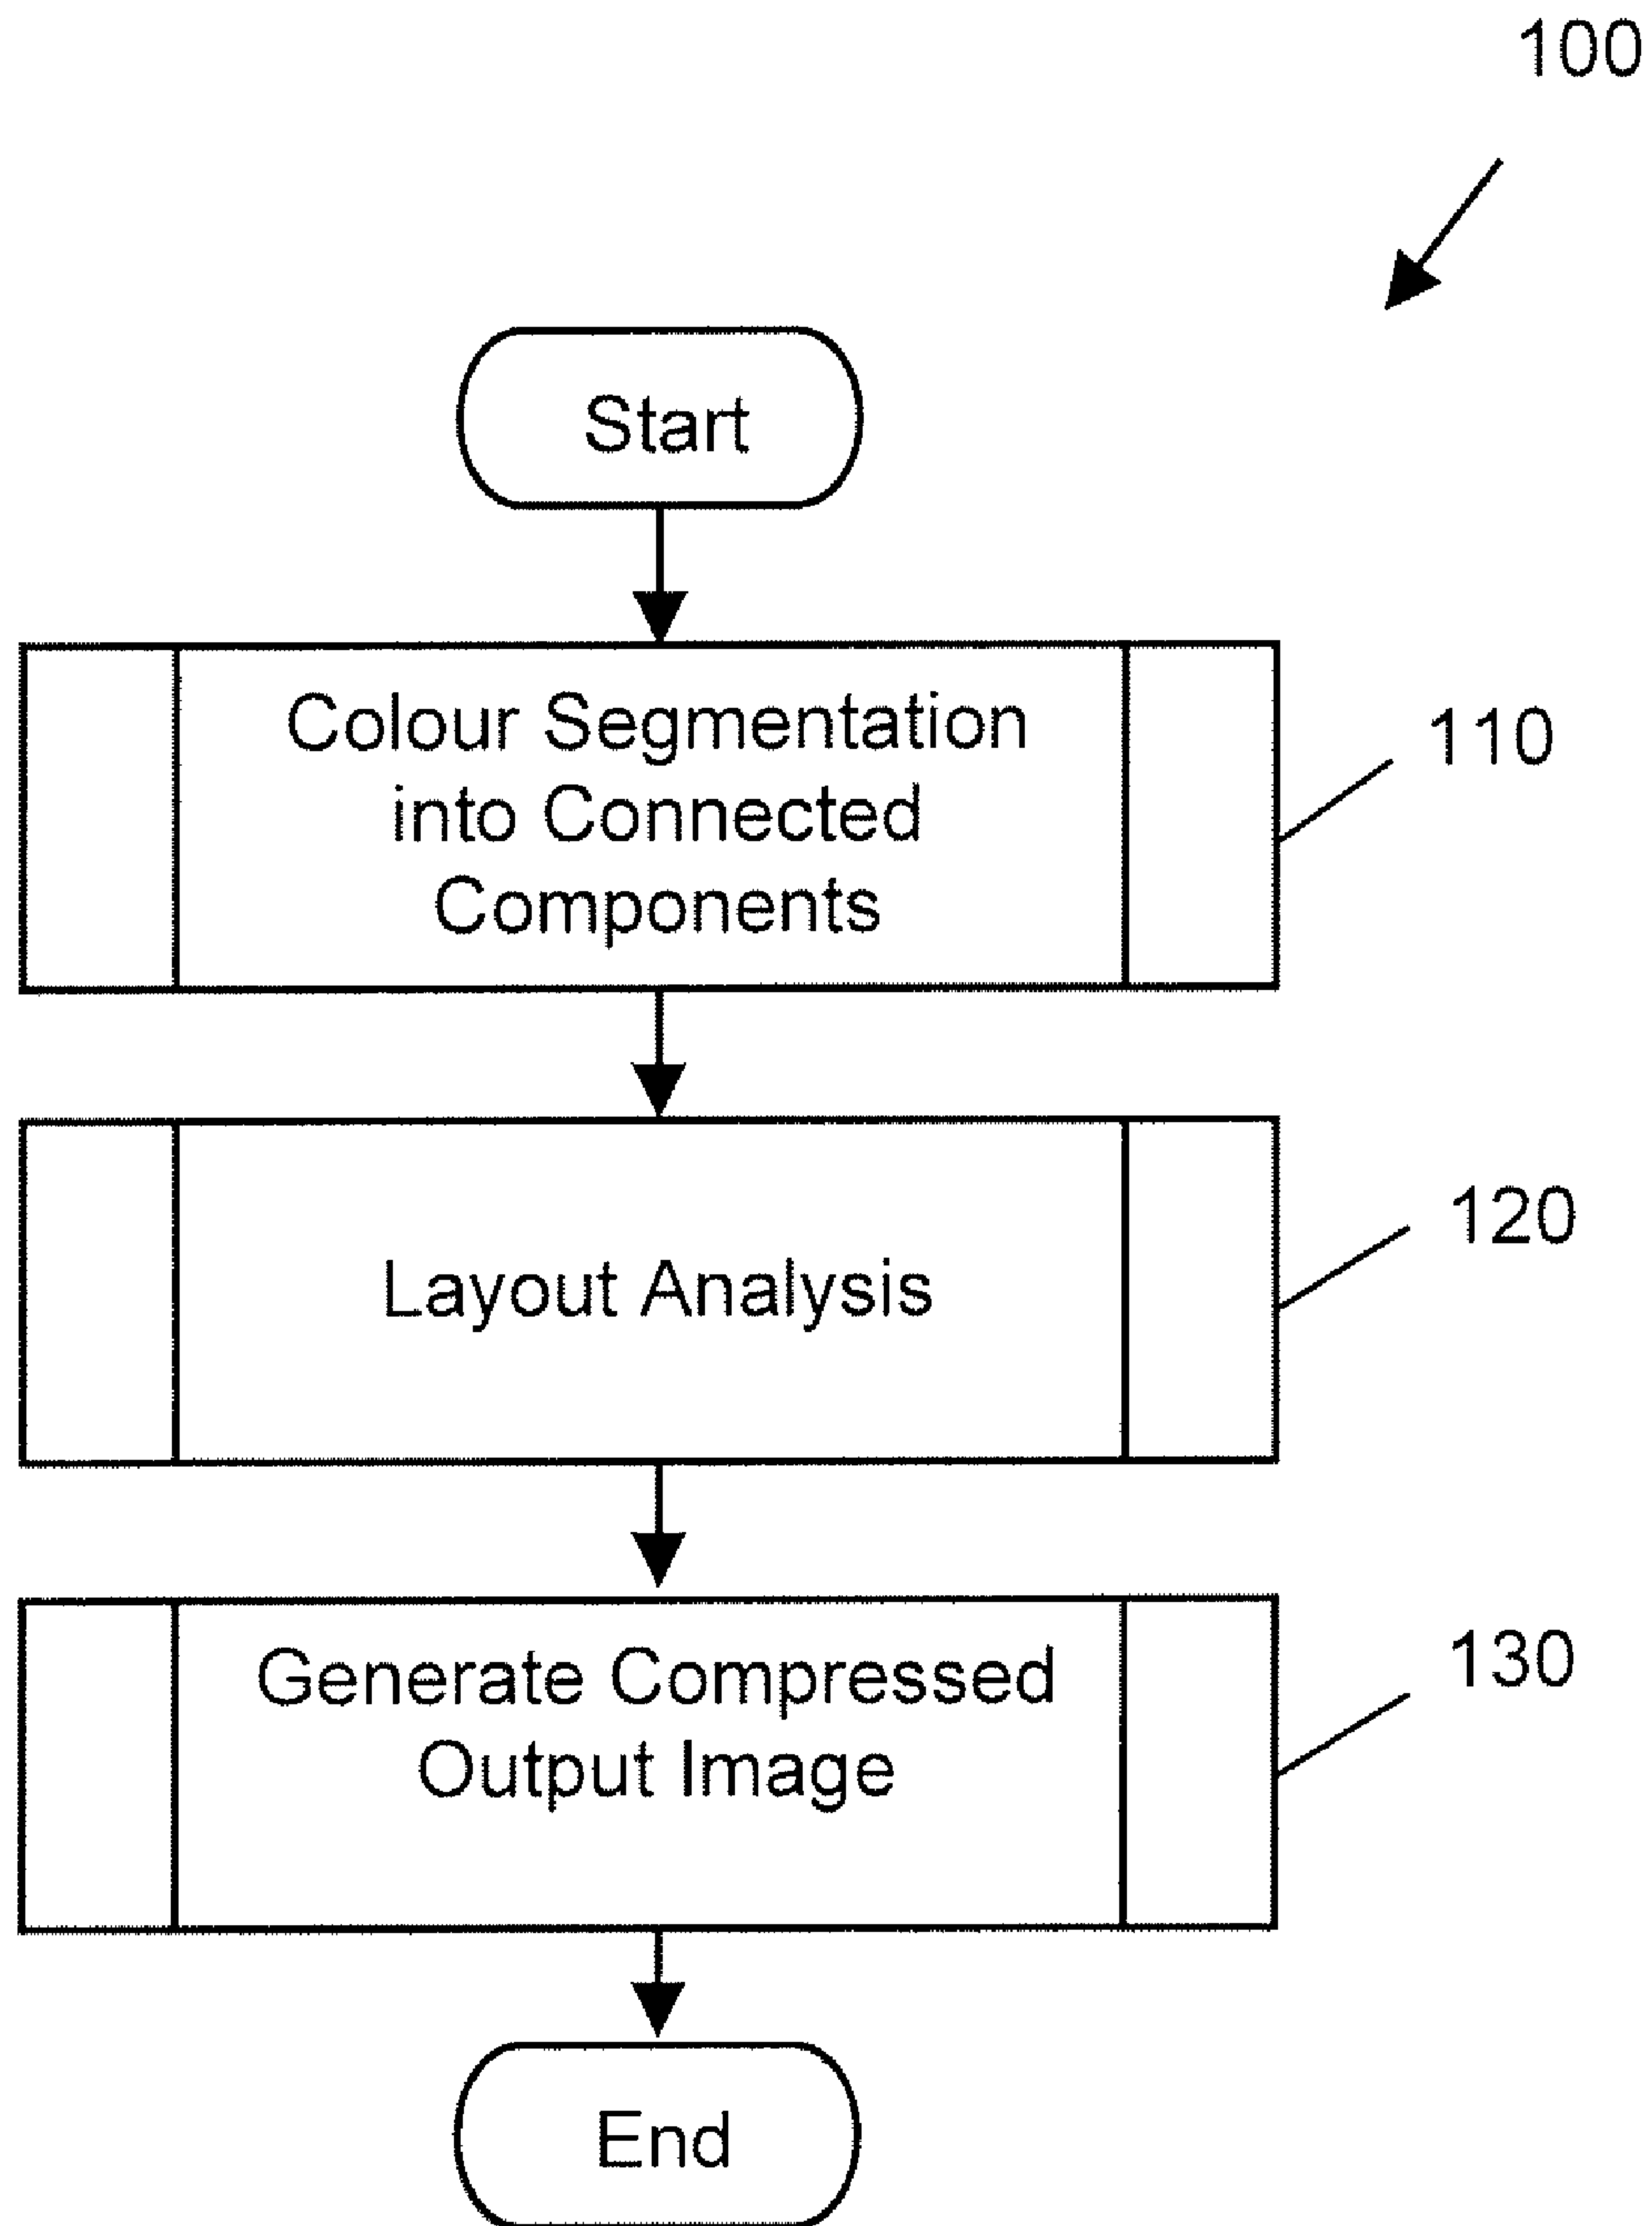 100
Start
Colour Segmentation
into Connected
Components
110
Layout Analysis
120
Generate Compressed
Output Image
130
End